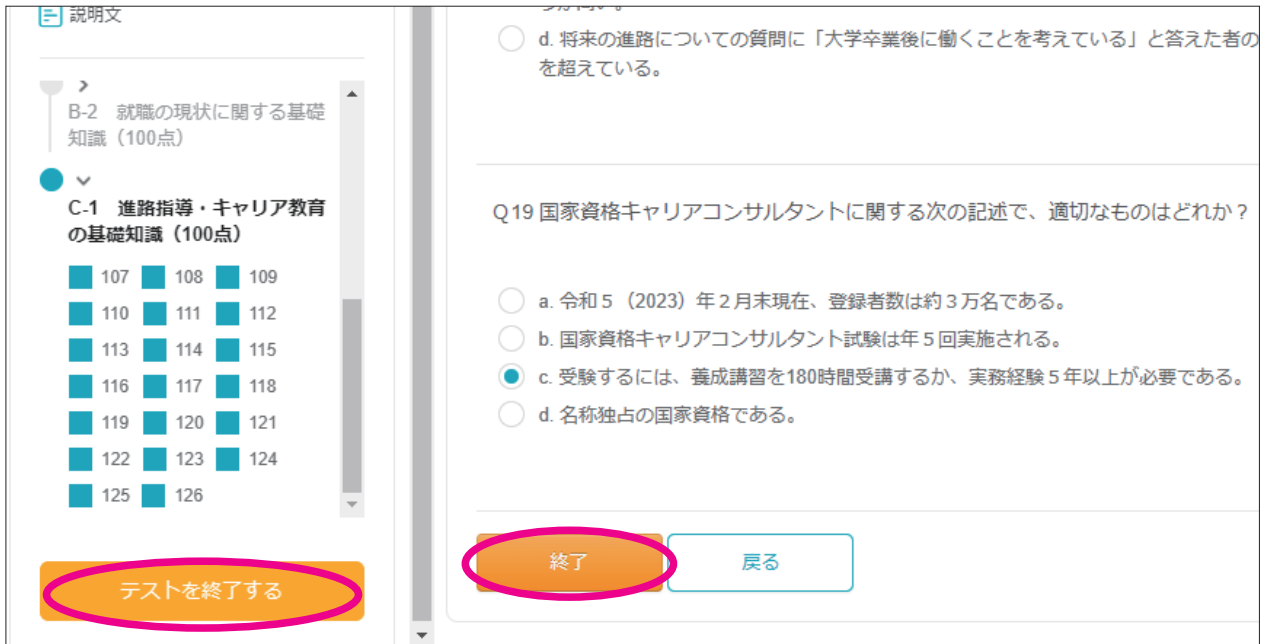 説明文
B-2 就職の現状に関する基礎
知識（100点）
C-1 進路指導・キャリア教育
の基礎知識（100点）
107 108 109
110 111 112
113 114 115
116 117 118
119 120 121
122 123 124
125 126
テストを終了する
d. 将来の進路についての質問に「大学卒業後に働くことを考えている」と答えた者の
を超えている。
Q19 国家資格キャリアコンサルタントに関する次の記述で、適切なものはどれか？
a. 令和５（2023）年２月末現在、登録者数は約３万名である。
b. 国家資格キャリアコンサルタント試験は年５回実施される。
c. 受験するには、養成講習を180時間受講するか、実務経験５年以上が必要である。
d. 名称独占の国家資格である。
終了
戻る